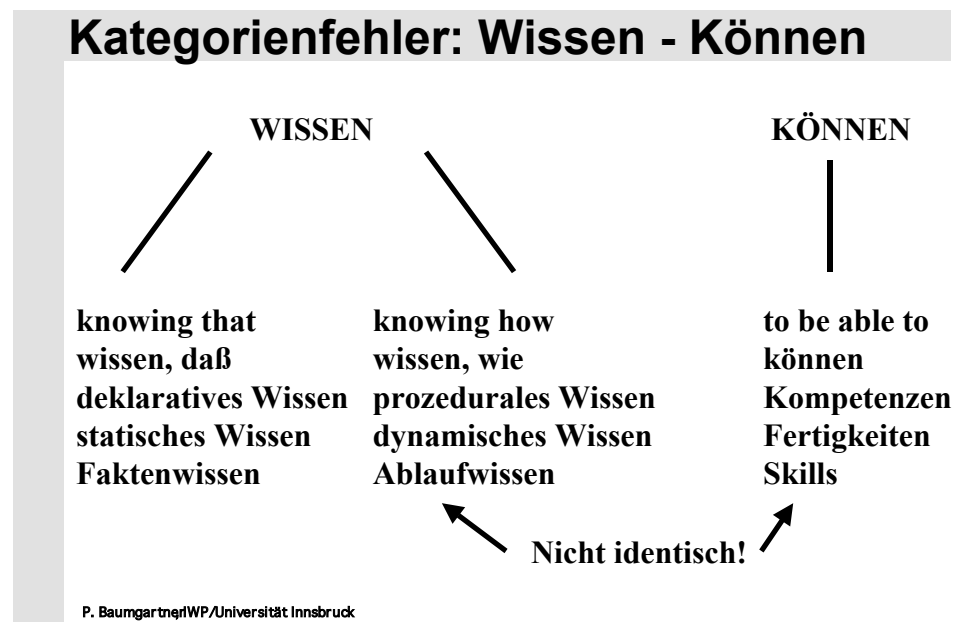 Kategorienfehler: Wissen - Können
WISSEN
KÖNNEN
knowing that
wissen, daß
deklaratives Wissen
statisches Wissen
Faktenwissen
knowing how
wissen, wie
prozedurales Wissen
dynamisches Wissen
Ablaufwissen
to be able to
können
Kompetenzen
Fertigkeiten
Skills
Nicht identisch!
P. Baumgartner/IWP/Universität Innsbruck